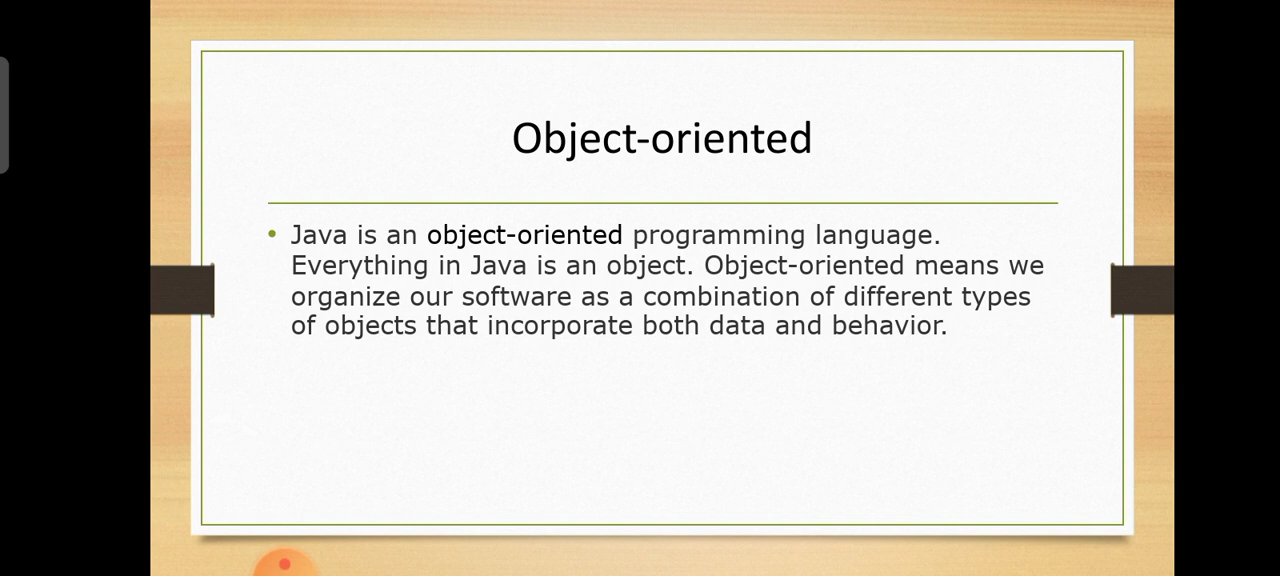 Object-oriented
• Java is an object-oriented programming language.
Everything in Java is an object. Object-oriented means we
organize our software as a combination of different types
of objects that incorporate both data and behavior.